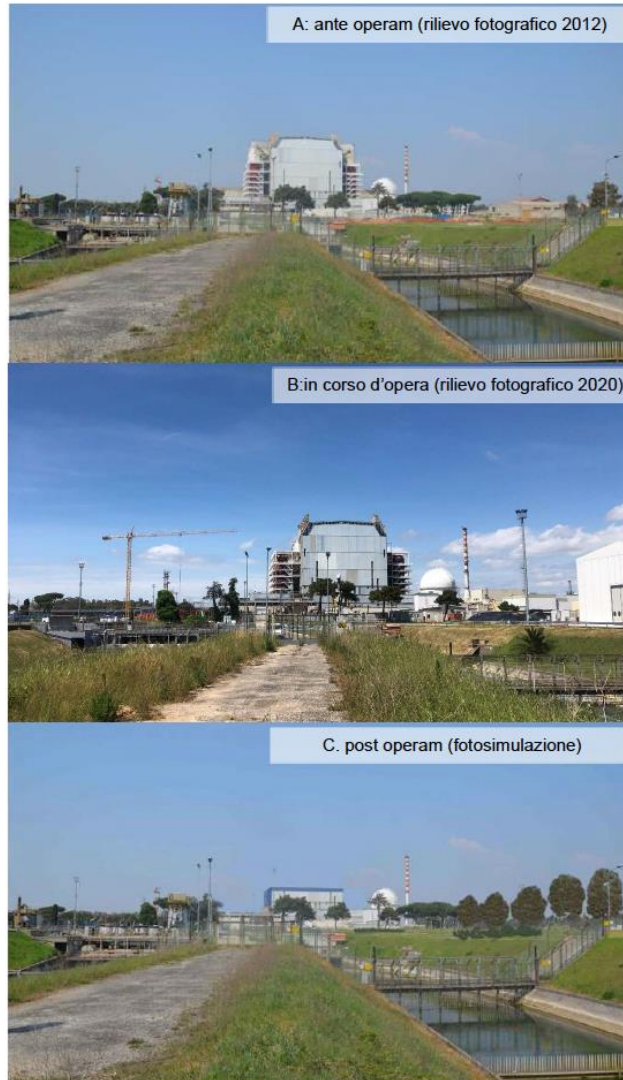 A: ante operam (rilievo fotografico 2012)
B:in corso d'opera (rilievo fotografico 2020)
C. post operam (fotosimulazione)